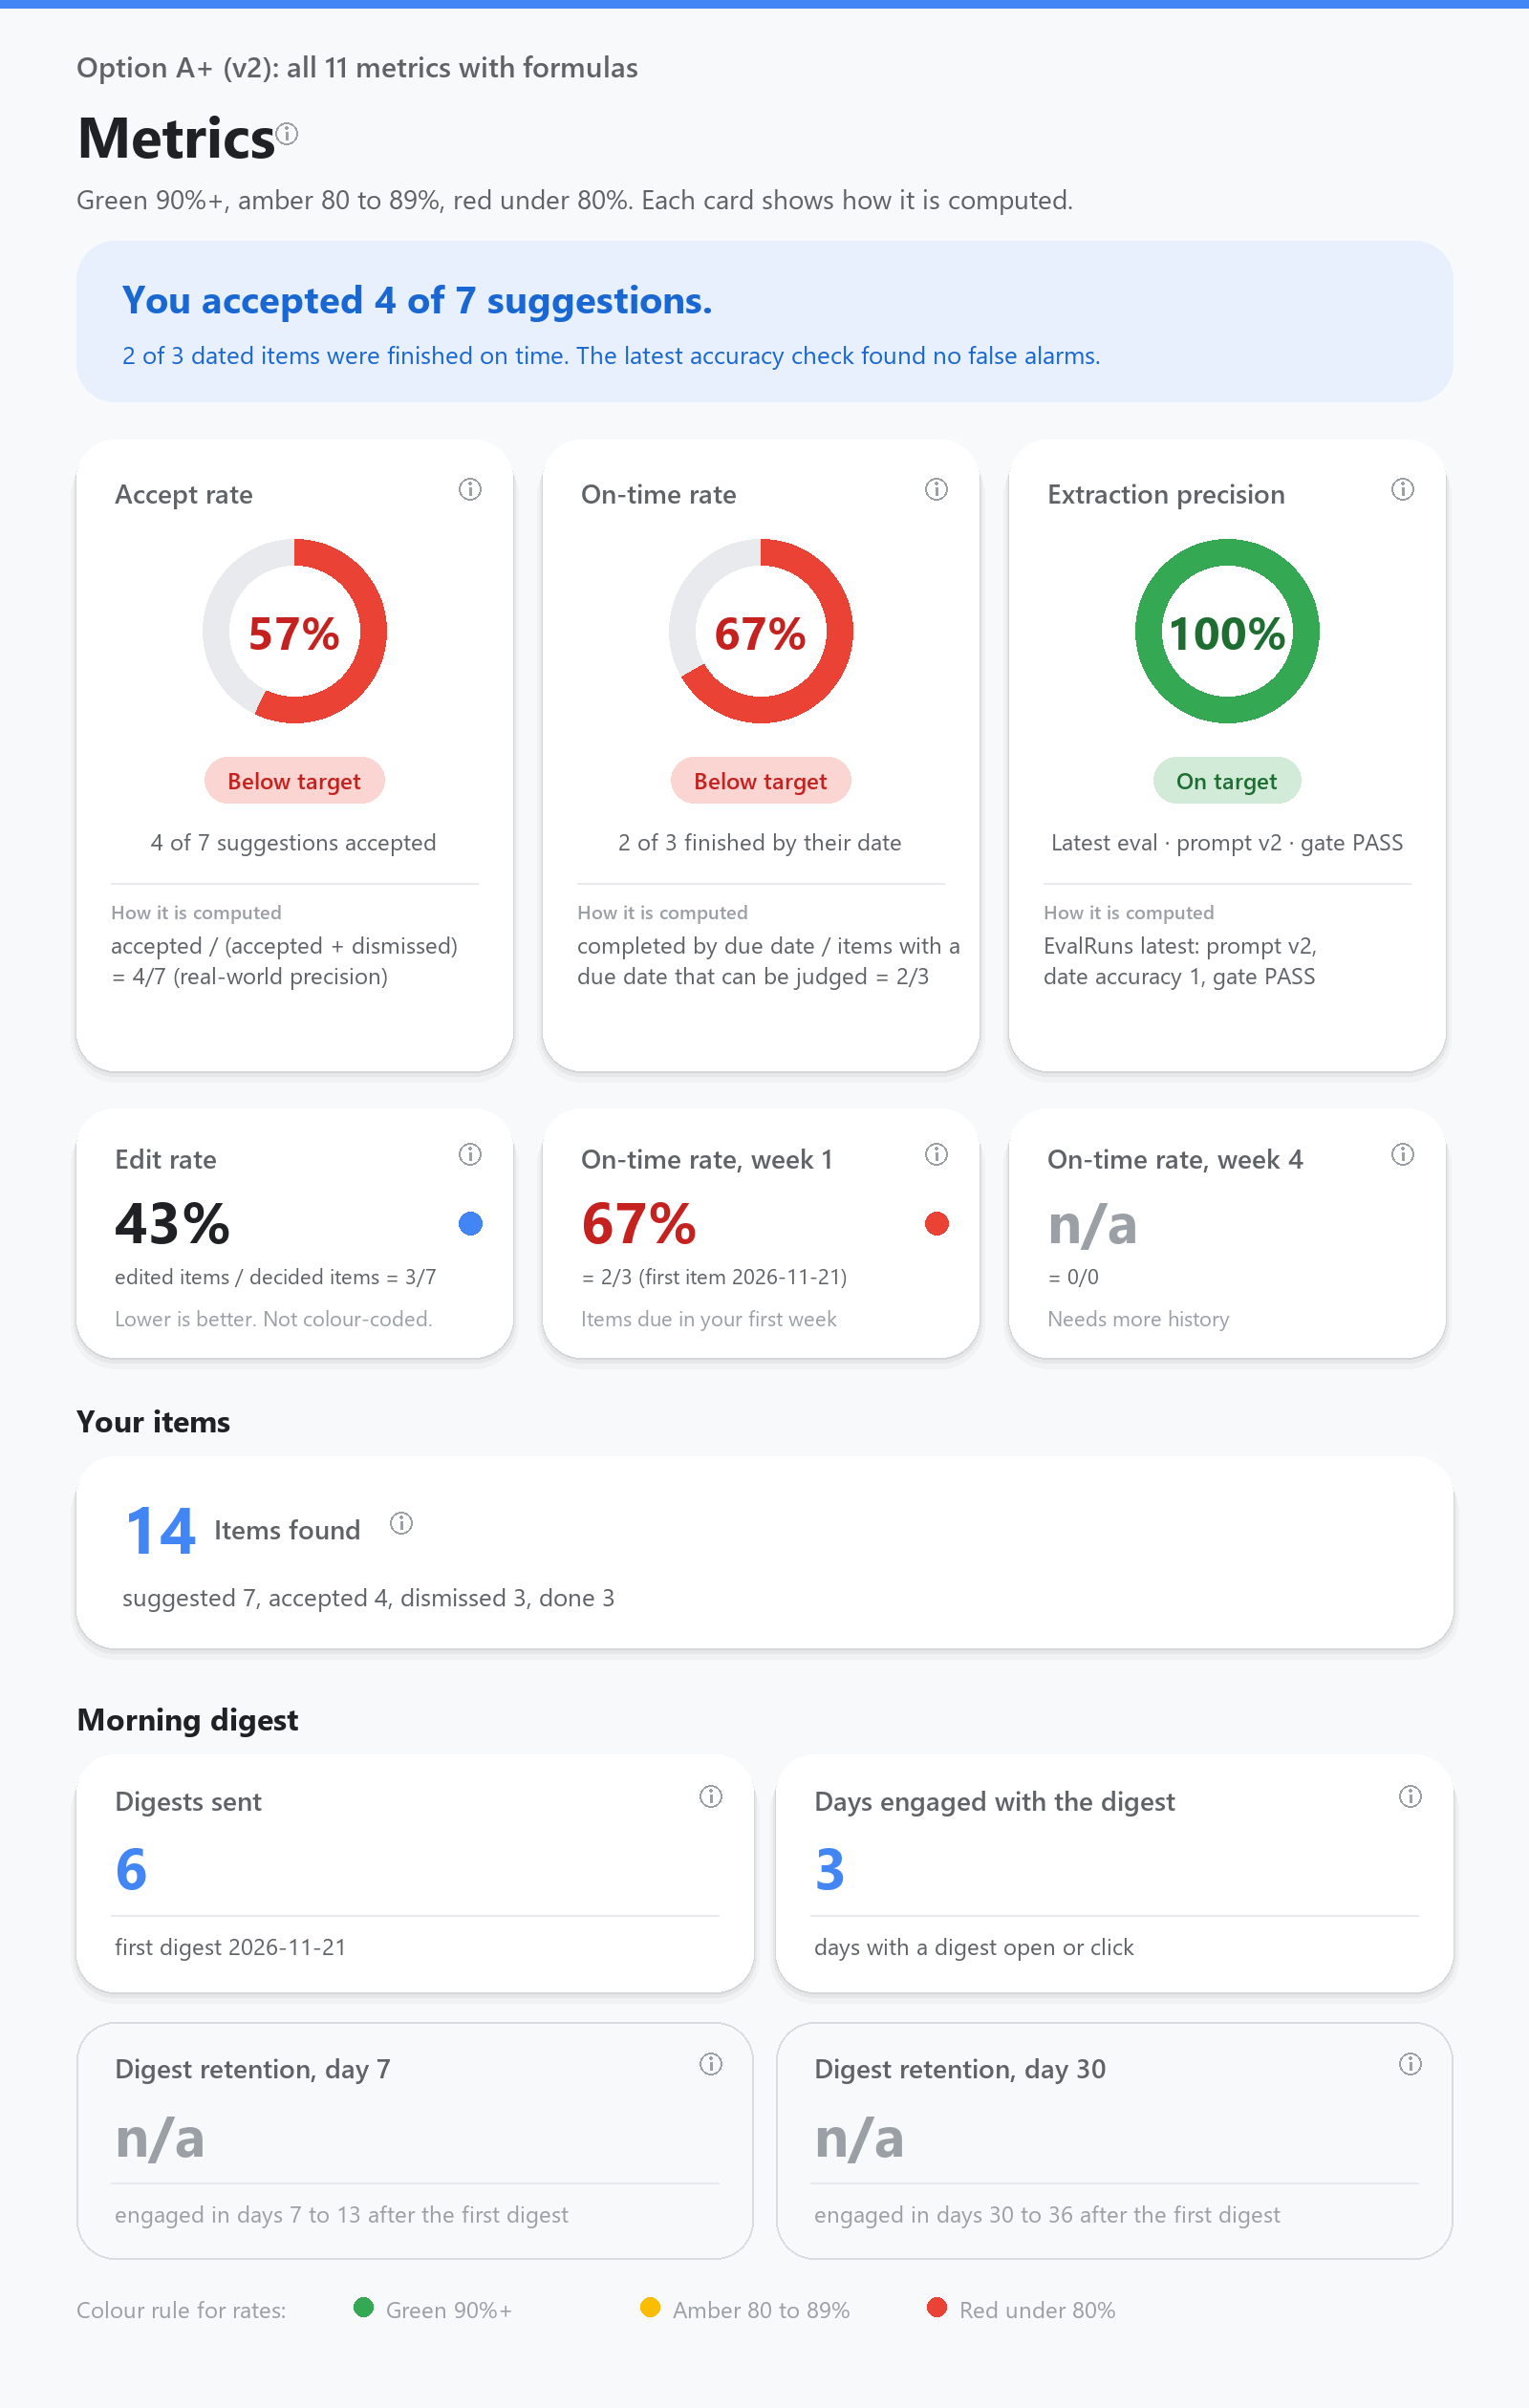 Option A+ (v2): all 11 metrics with formulas
Metrics
Green 90%+, amber 80 to 89%, red under 80%. Each card shows how it is computed.
You accepted 4 of 7 suggestions.
2 of 3 dated items were finished on time. The latest accuracy check found no false alarms.
Accept rate
57%
Below target
4 of 7 suggestions accepted
How it is computed
accepted / (accepted + dismissed)
= 4/7 (real-world precision)
On-time rate
67%
Below target
2 of 3 finished by their date
How it is computed
completed by due date / items with a
due date that can be judged = 2/3
Extraction precision
100%
On target
Latest eval · prompt v2 · gate PASS
How it is computed
EvalRuns latest: prompt v2,
date accuracy 1, gate PASS
Edit rate
43%
edited items / decided items = 3/7
Lower is better. Not colour-coded.
On-time rate, week 1
67%
= 2/3 (first item 2026-11-21)
Items due in your first week
On-time rate, week 4
n/a
= 0/0
Needs more history
Your items
14 Items found
suggested 7, accepted 4, dismissed 3, done 3
Morning digest
Digests sent
6
first digest 2026-11-21
Days engaged with the digest
3
days with a digest open or click
Digest retention, day 7
n/a
engaged in days 7 to 13 after the first digest
Digest retention, day 30
n/a
engaged in days 30 to 36 after the first digest
Colour rule for rates: Green 90%+ Amber 80 to 89% Red under 80%